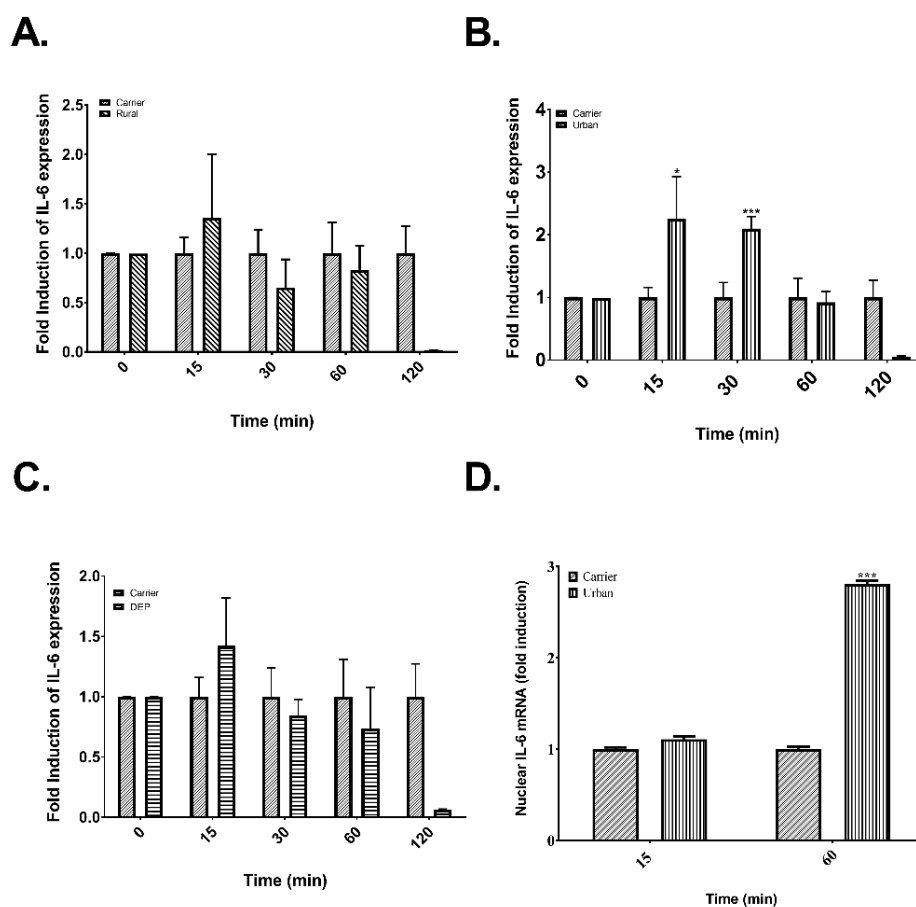 A.
Fold Induction of IL-6 expression
Carrier
Rural
2.5
2.0
1.5
1.0
0.5
0.0
0 15 30 60 120
Time (min)
B.
Fold Induction of IL-6 expression
Carrier
Urban
4
3
2
1
0
*
***
0 15 30 60 120
Time (min)
C.
Fold Induction of IL-6 expression
Carrier
DEP
2.0
1.5
1.0
0.5
0.0
0 15 30 60 120
Time (min)
D.
Nuclear IL-6 mRNA (fold induction)
Carrier
Urban
3
2
1
0
***
15 60
Time (min)